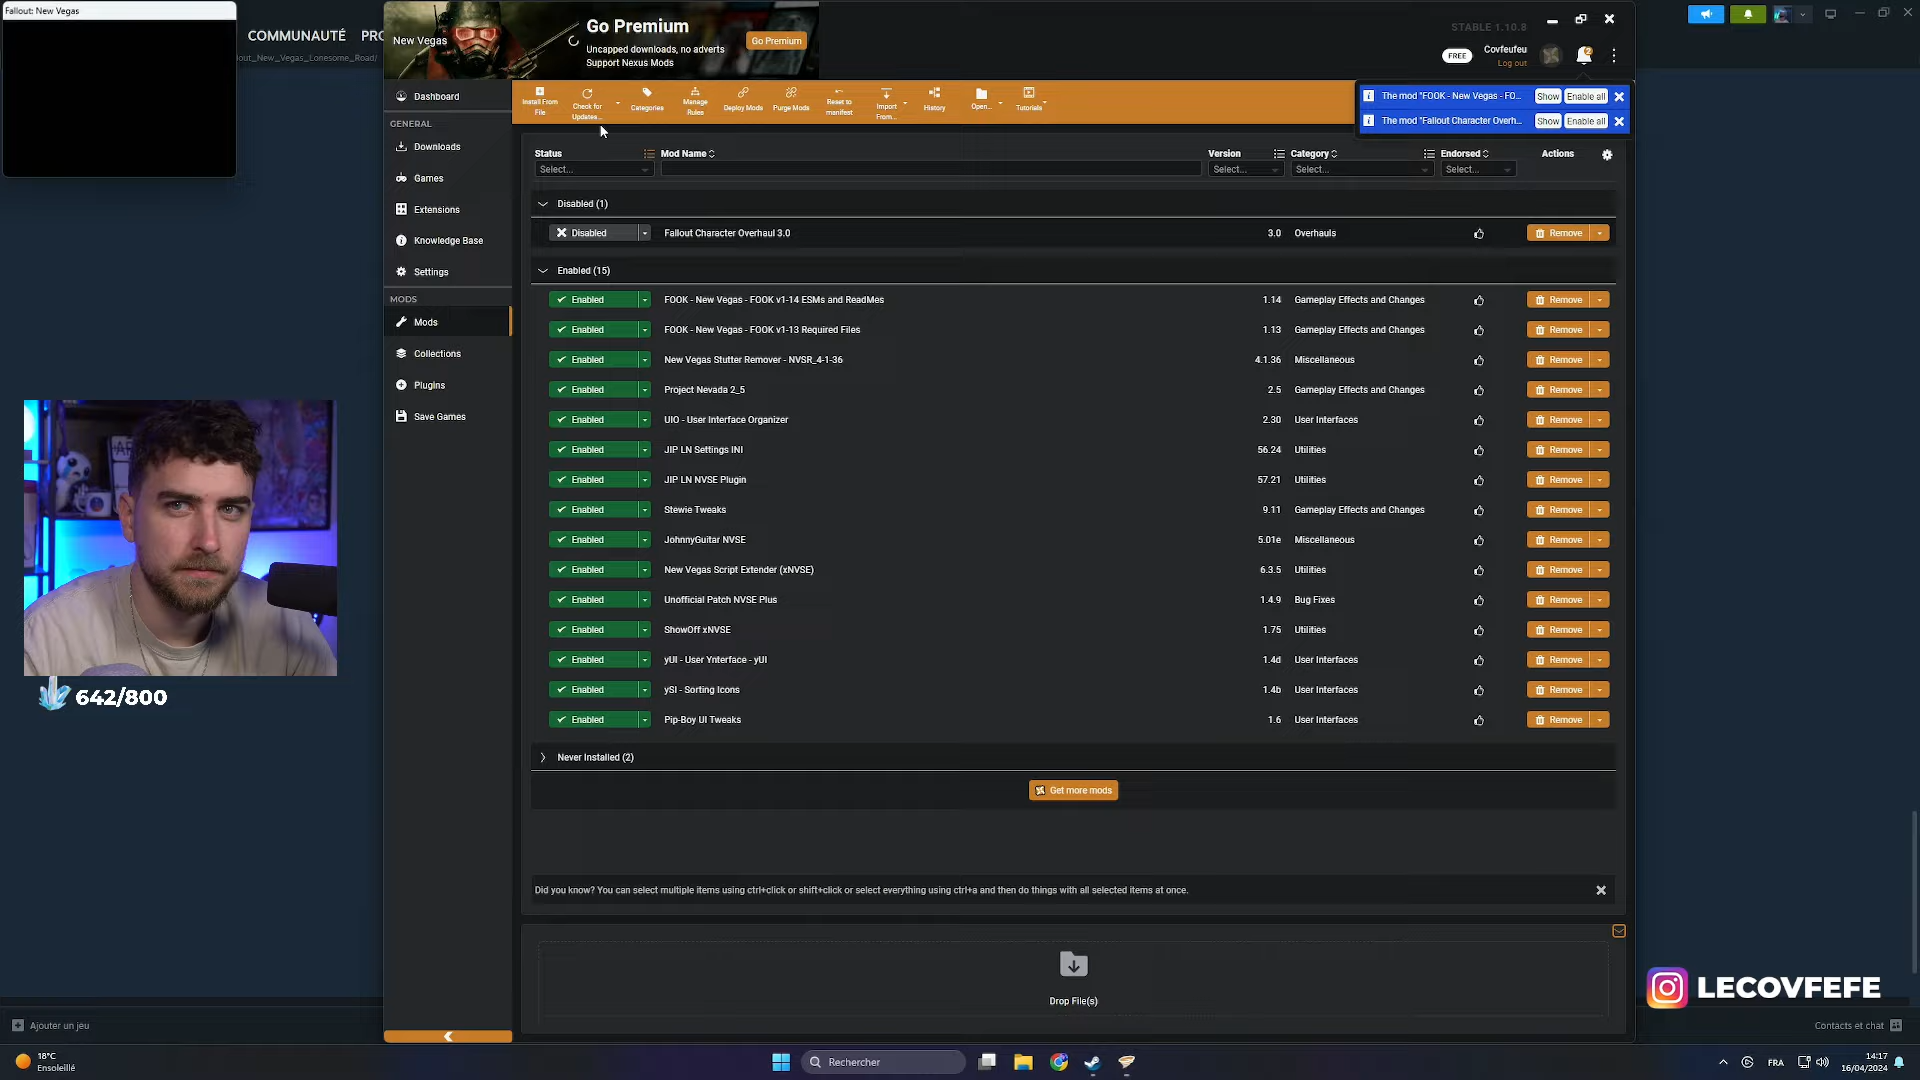 Fallout: New Vegas
COMMUNAUTÉ PRO
out_New_Vegas_Lonesome_Road/
New Vegas
Go Premium
Uncapped downloads, no adverts
Support Nexus Mods
Go Premium
STABLE 1.10.8
FREE
Covfeufeu
Log out
2
Dashboard
GENERAL
Downloads
Games
Extensions
Knowledge Base
Settings
MODS
Mods
Collections
Plugins
Save Games
Install From File
Check for Updates...
Categories
Manage Rules
Deploy Mods
Purge Mods
Reset to manifest
Import From...
History
Open...
Tutorials
The mod "FOOK - New Vegas - FO... Show Enable all
The mod "Fallout Character Overh... Show Enable all
Status Mod Name Version Category Endorsed Actions
Select... Select... Select... Select...
Disabled (1)
Disabled Fallout Character Overhaul 3.0 3.0 Overhauls Remove
Enabled (15)
Enabled FOOK - New Vegas - FOOK v1-14 ESMs and ReadMes 1.14 Gameplay Effects and Changes Remove
Enabled FOOK - New Vegas - FOOK v1-13 Required Files 1.13 Gameplay Effects and Changes Remove
Enabled New Vegas Stutter Remover - NVSR_4-1-36 4.1.36 Miscellaneous Remove
Enabled Project Nevada 2_5 2.5 Gameplay Effects and Changes Remove
Enabled UIO - User Interface Organizer 2.30 User Interfaces Remove
Enabled JIP LN Settings INI 56.24 Utilities Remove
Enabled JIP LN NVSE Plugin 57.21 Utilities Remove
Enabled Stewie Tweaks 9.11 Gameplay Effects and Changes Remove
Enabled JohnnyGuitar NVSE 5.01e Miscellaneous Remove
Enabled New Vegas Script Extender (xNVSE) 6.3.5 Utilities Remove
Enabled Unofficial Patch NVSE Plus 1.4.9 Bug Fixes Remove
Enabled ShowOff xNVSE 1.75 Utilities Remove
Enabled yUI - User Ynterface - yUI 1.4d User Interfaces Remove
Enabled ySI - Sorting Icons 1.4b User Interfaces Remove
Enabled Pip-Boy UI Tweaks 1.6 User Interfaces Remove
Never Installed (2)
Get more mods
Did you know? You can select multiple items using ctrl+click or shift+click or select everything using ctrl+a and then do things with all selected items at once.
Drop File(s)
642/800
LECOVFEFE
Ajouter un jeu
Contacts et chat
18°C
Ensoleillé
Rechercher
FRA
14:17
16/04/2024